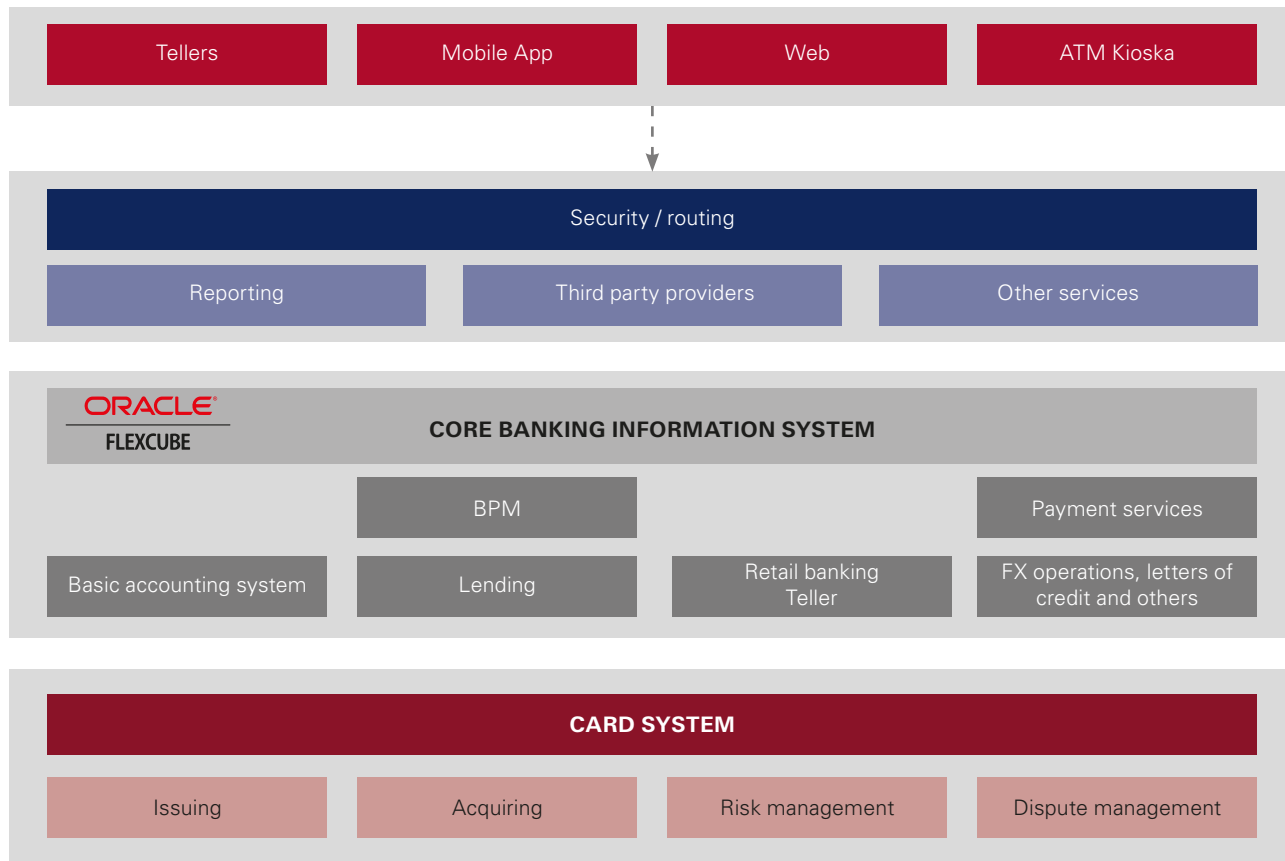 Tellers
Mobile App
Web
ATM Kioska
Security / routing
Reporting
Third party providers
Other services
ORACLE®
FLEXCUBE
CORE BANKING INFORMATION SYSTEM
BPM
Payment services
Basic accounting system
Lending
Retail banking
Teller
FX operations, letters of
credit and others
CARD SYSTEM
Issuing
Acquiring
Risk management
Dispute management